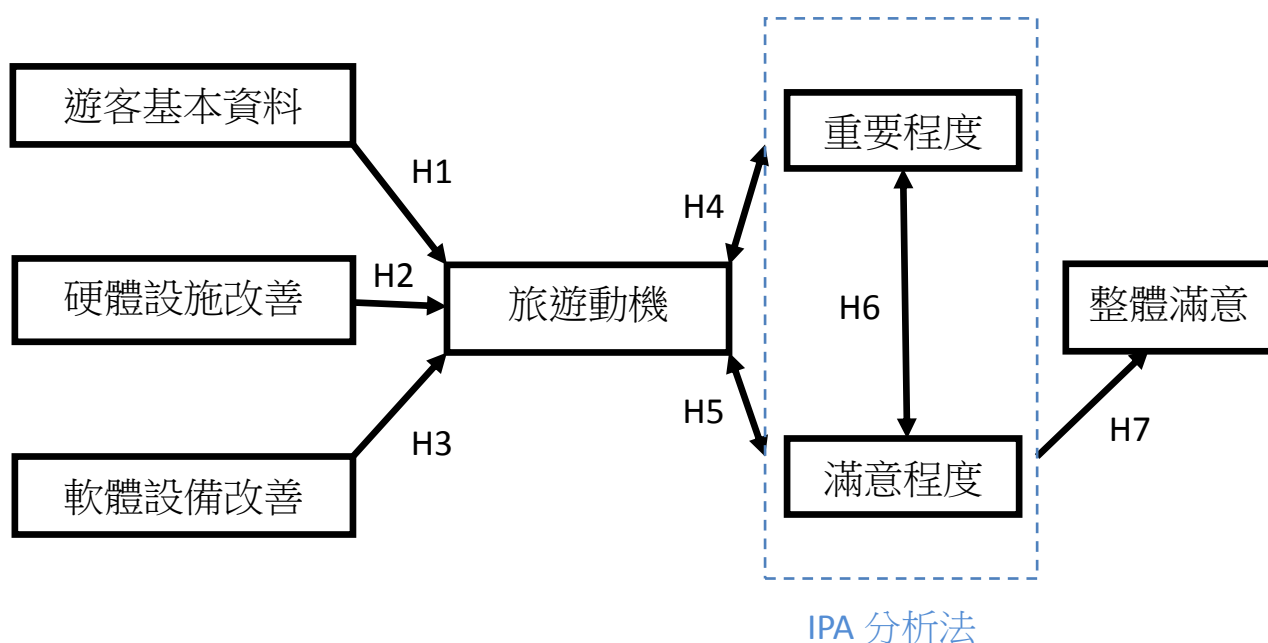 遊客基本資料
重要程度
H1
H4
硬體設施改善
H2
旅遊動機
H6
整体滿意
H5
H3
H7
軟體設備改善
滿意程度
IPA 分析法